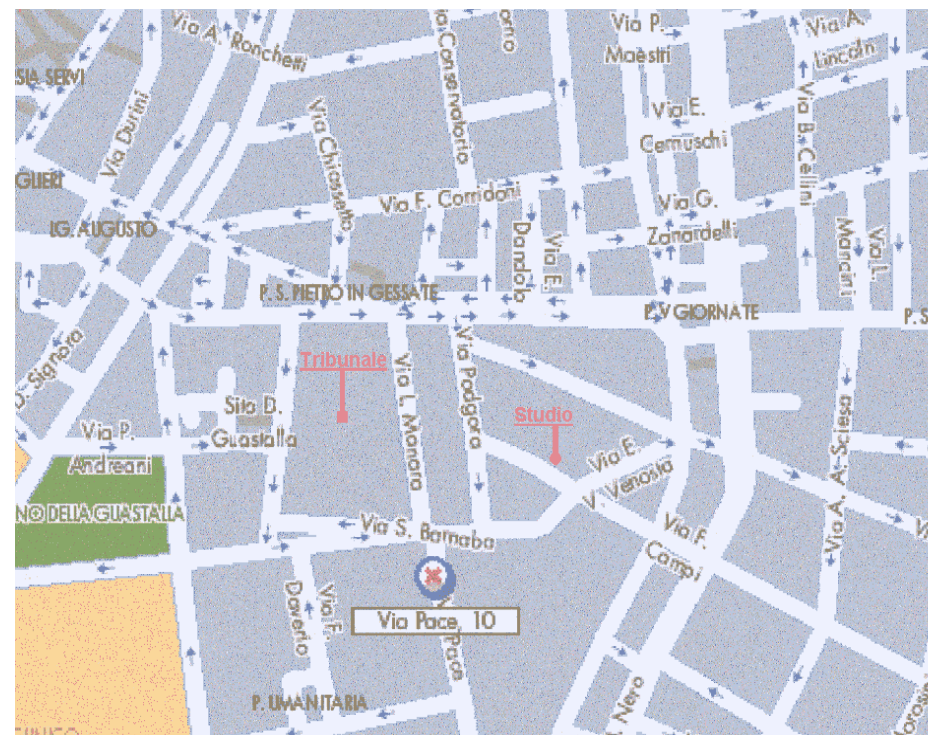 Via A. Ronchetti
Via Conservatorio
Via P.
Maestri
Via A.
Lincoln
SIA SERVI
Via Durini
Via Chiossetto
Via E.
Cernuschi
Via B. Cellini
GLIERI
Via F. Corridoni
Via G.
Zanardelli
LG. AUGUSTO
Dandolo
Via E.
Mancini
Via L.
P. S. PIETRO IN GESSATE
P. V GIORNATE
P. S
D. Signora
Tribunale
Via L. Manara
Via Podgora
Studio
Via A. A. Sciesa
Sito D.
Guastalla
Via P.
Andreani
Via E.
V. Venosta
NO DELLA GUASTALLA
Via S. Barnaba
Via F.
Campi
Daverio
Via F.
Via Pace, 10
Pace
P. UMANITARIA
Nero